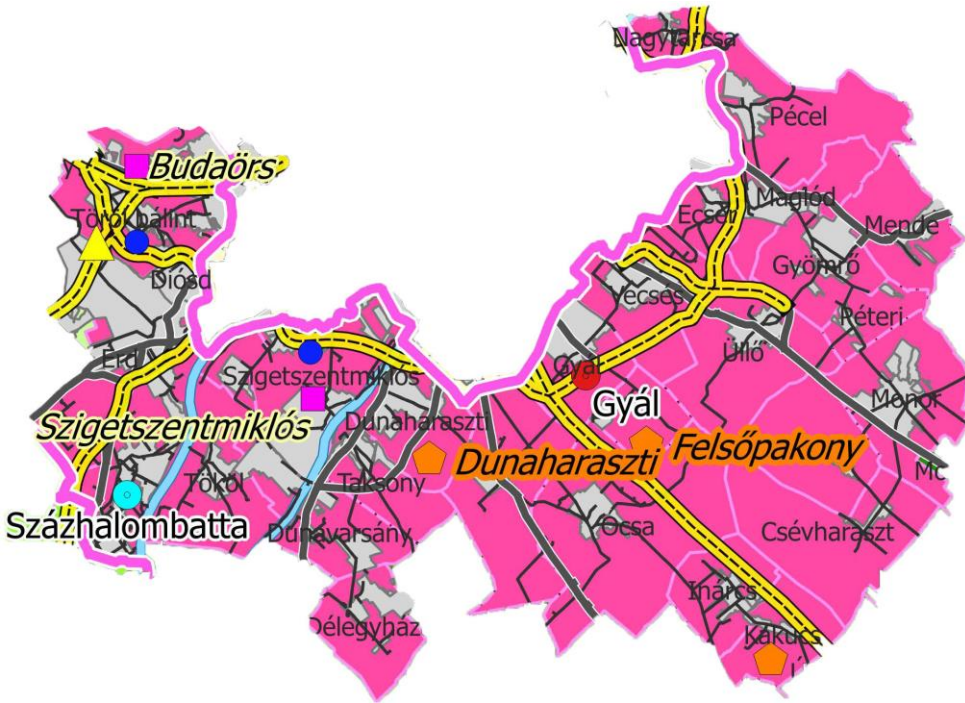 Nagytarcsa
Pécel
Budaörs
Ecser
Maglód
Törökbálint
Mende
Gyömrő
Diósd
Vecsés
Péteri
Üllő
Érd
Szigetszentmiklós
Gyál
Gyál
Monor
Szigetszentmiklós
Dunaharaszti
Dunaharaszti
Felsőpakony
Tököl
Taksony
Százhalombatta
Dunavarsány
Ócsa
Csévharaszt
Inárcs
Délegyház
Kakucs